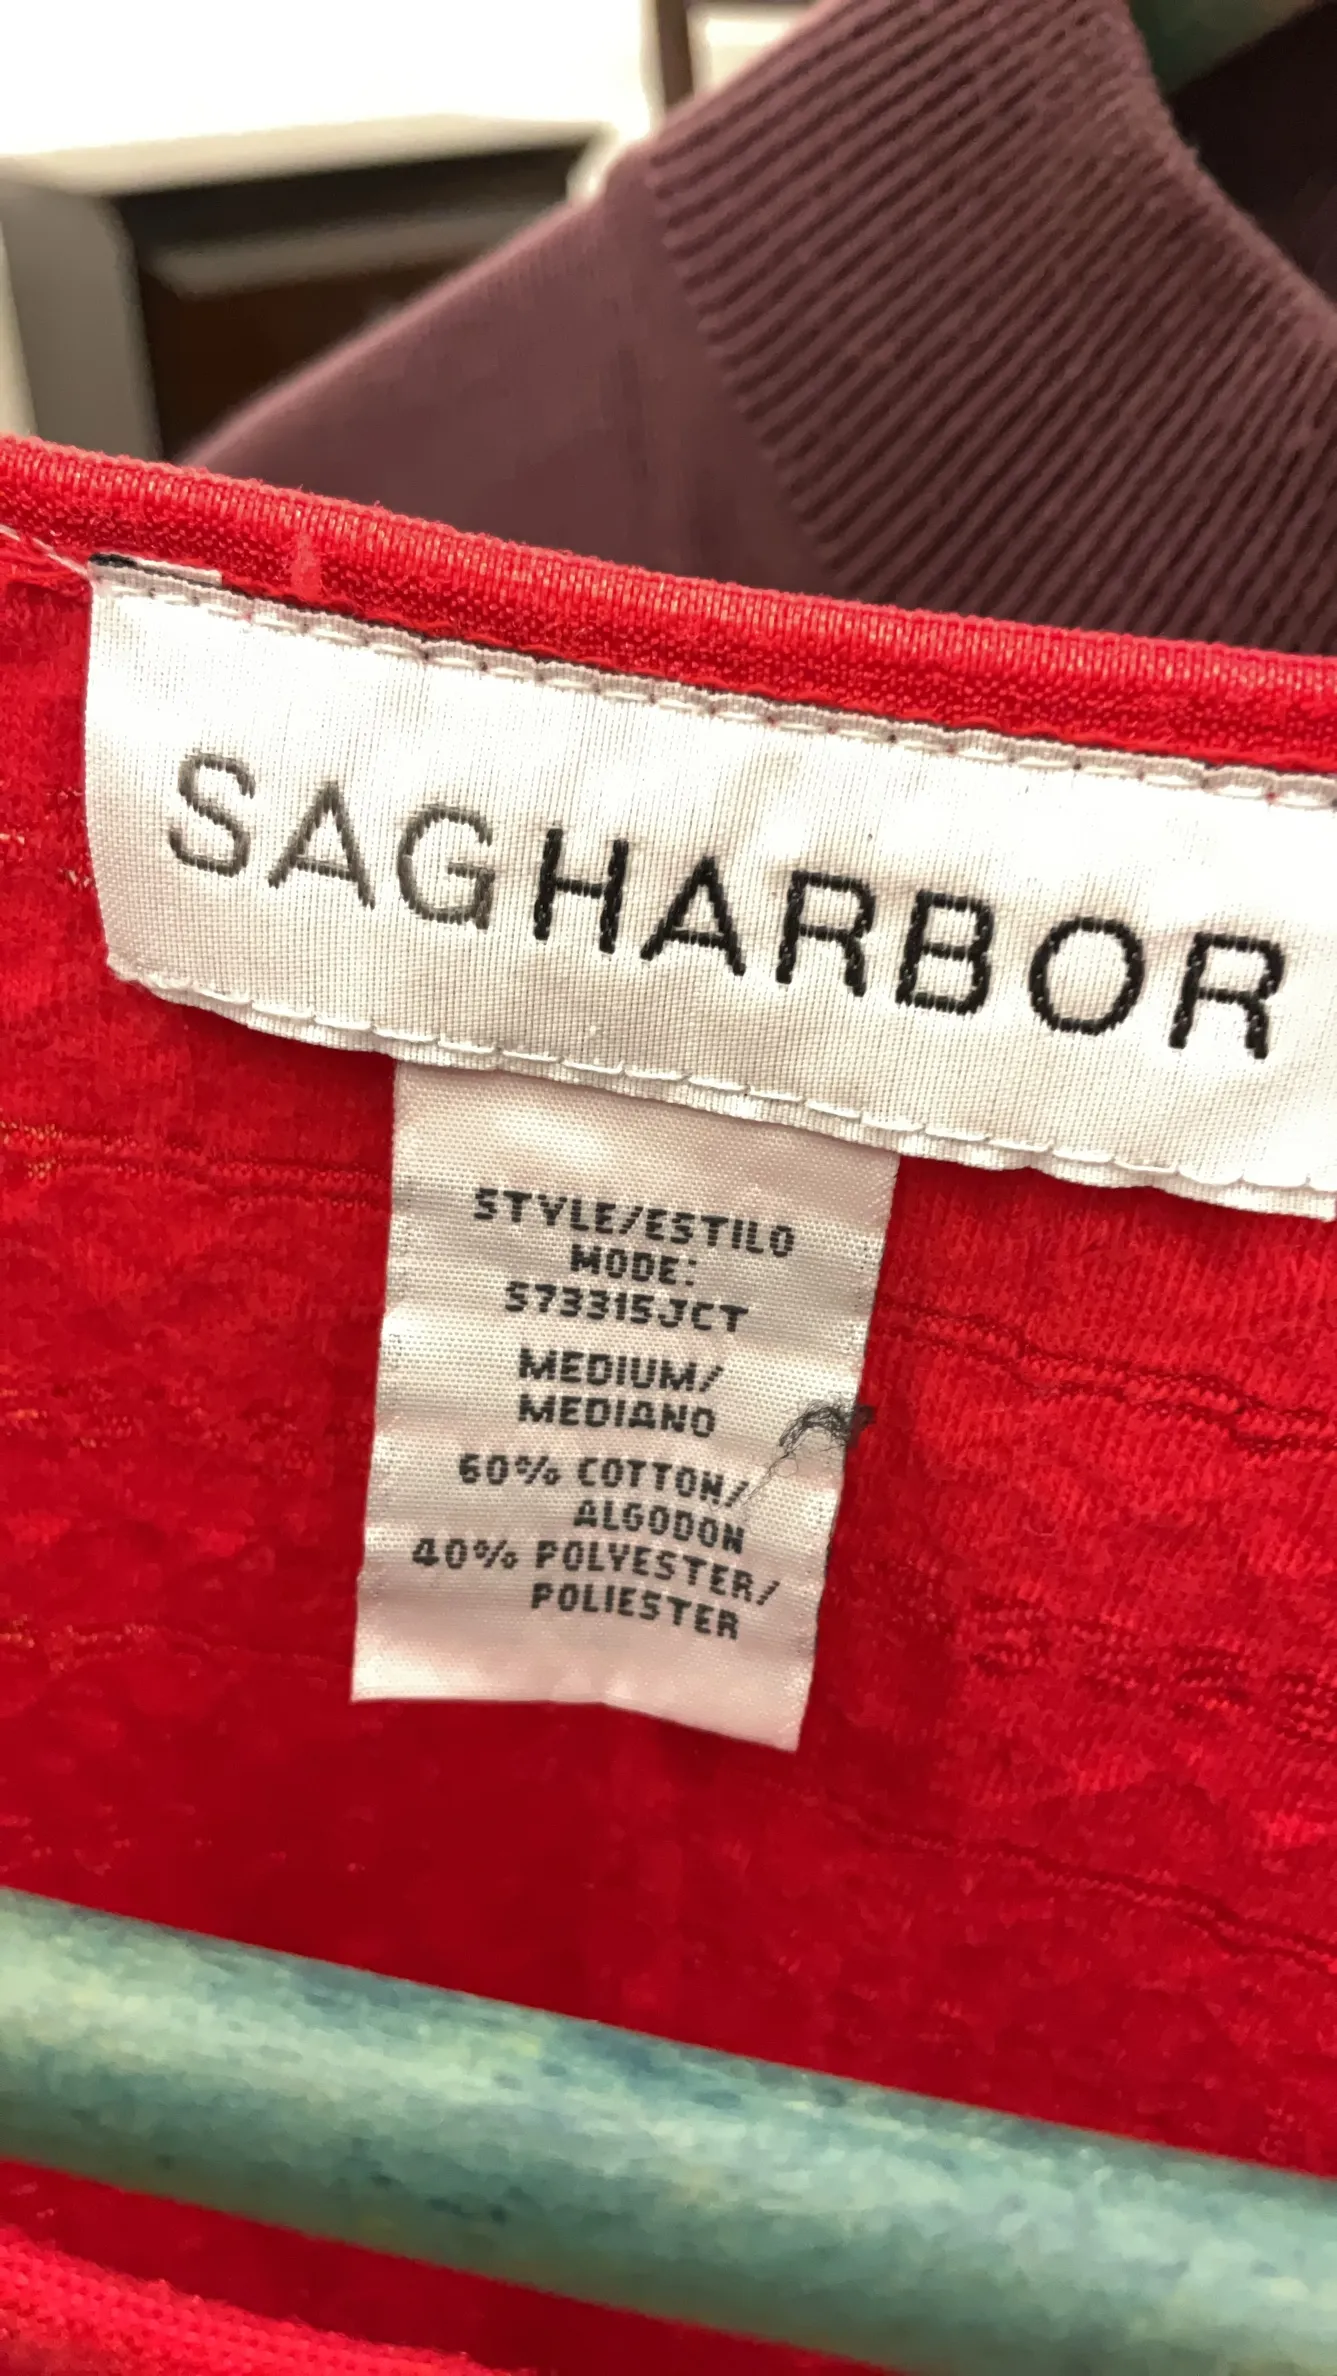 SAGHARBOR
STYLE/ESTILO
MODE:
573315JCT
MEDIUM/
MEDIANO
60% COTTON/
ALGODON
40% POLYESTER/
POLIESTER